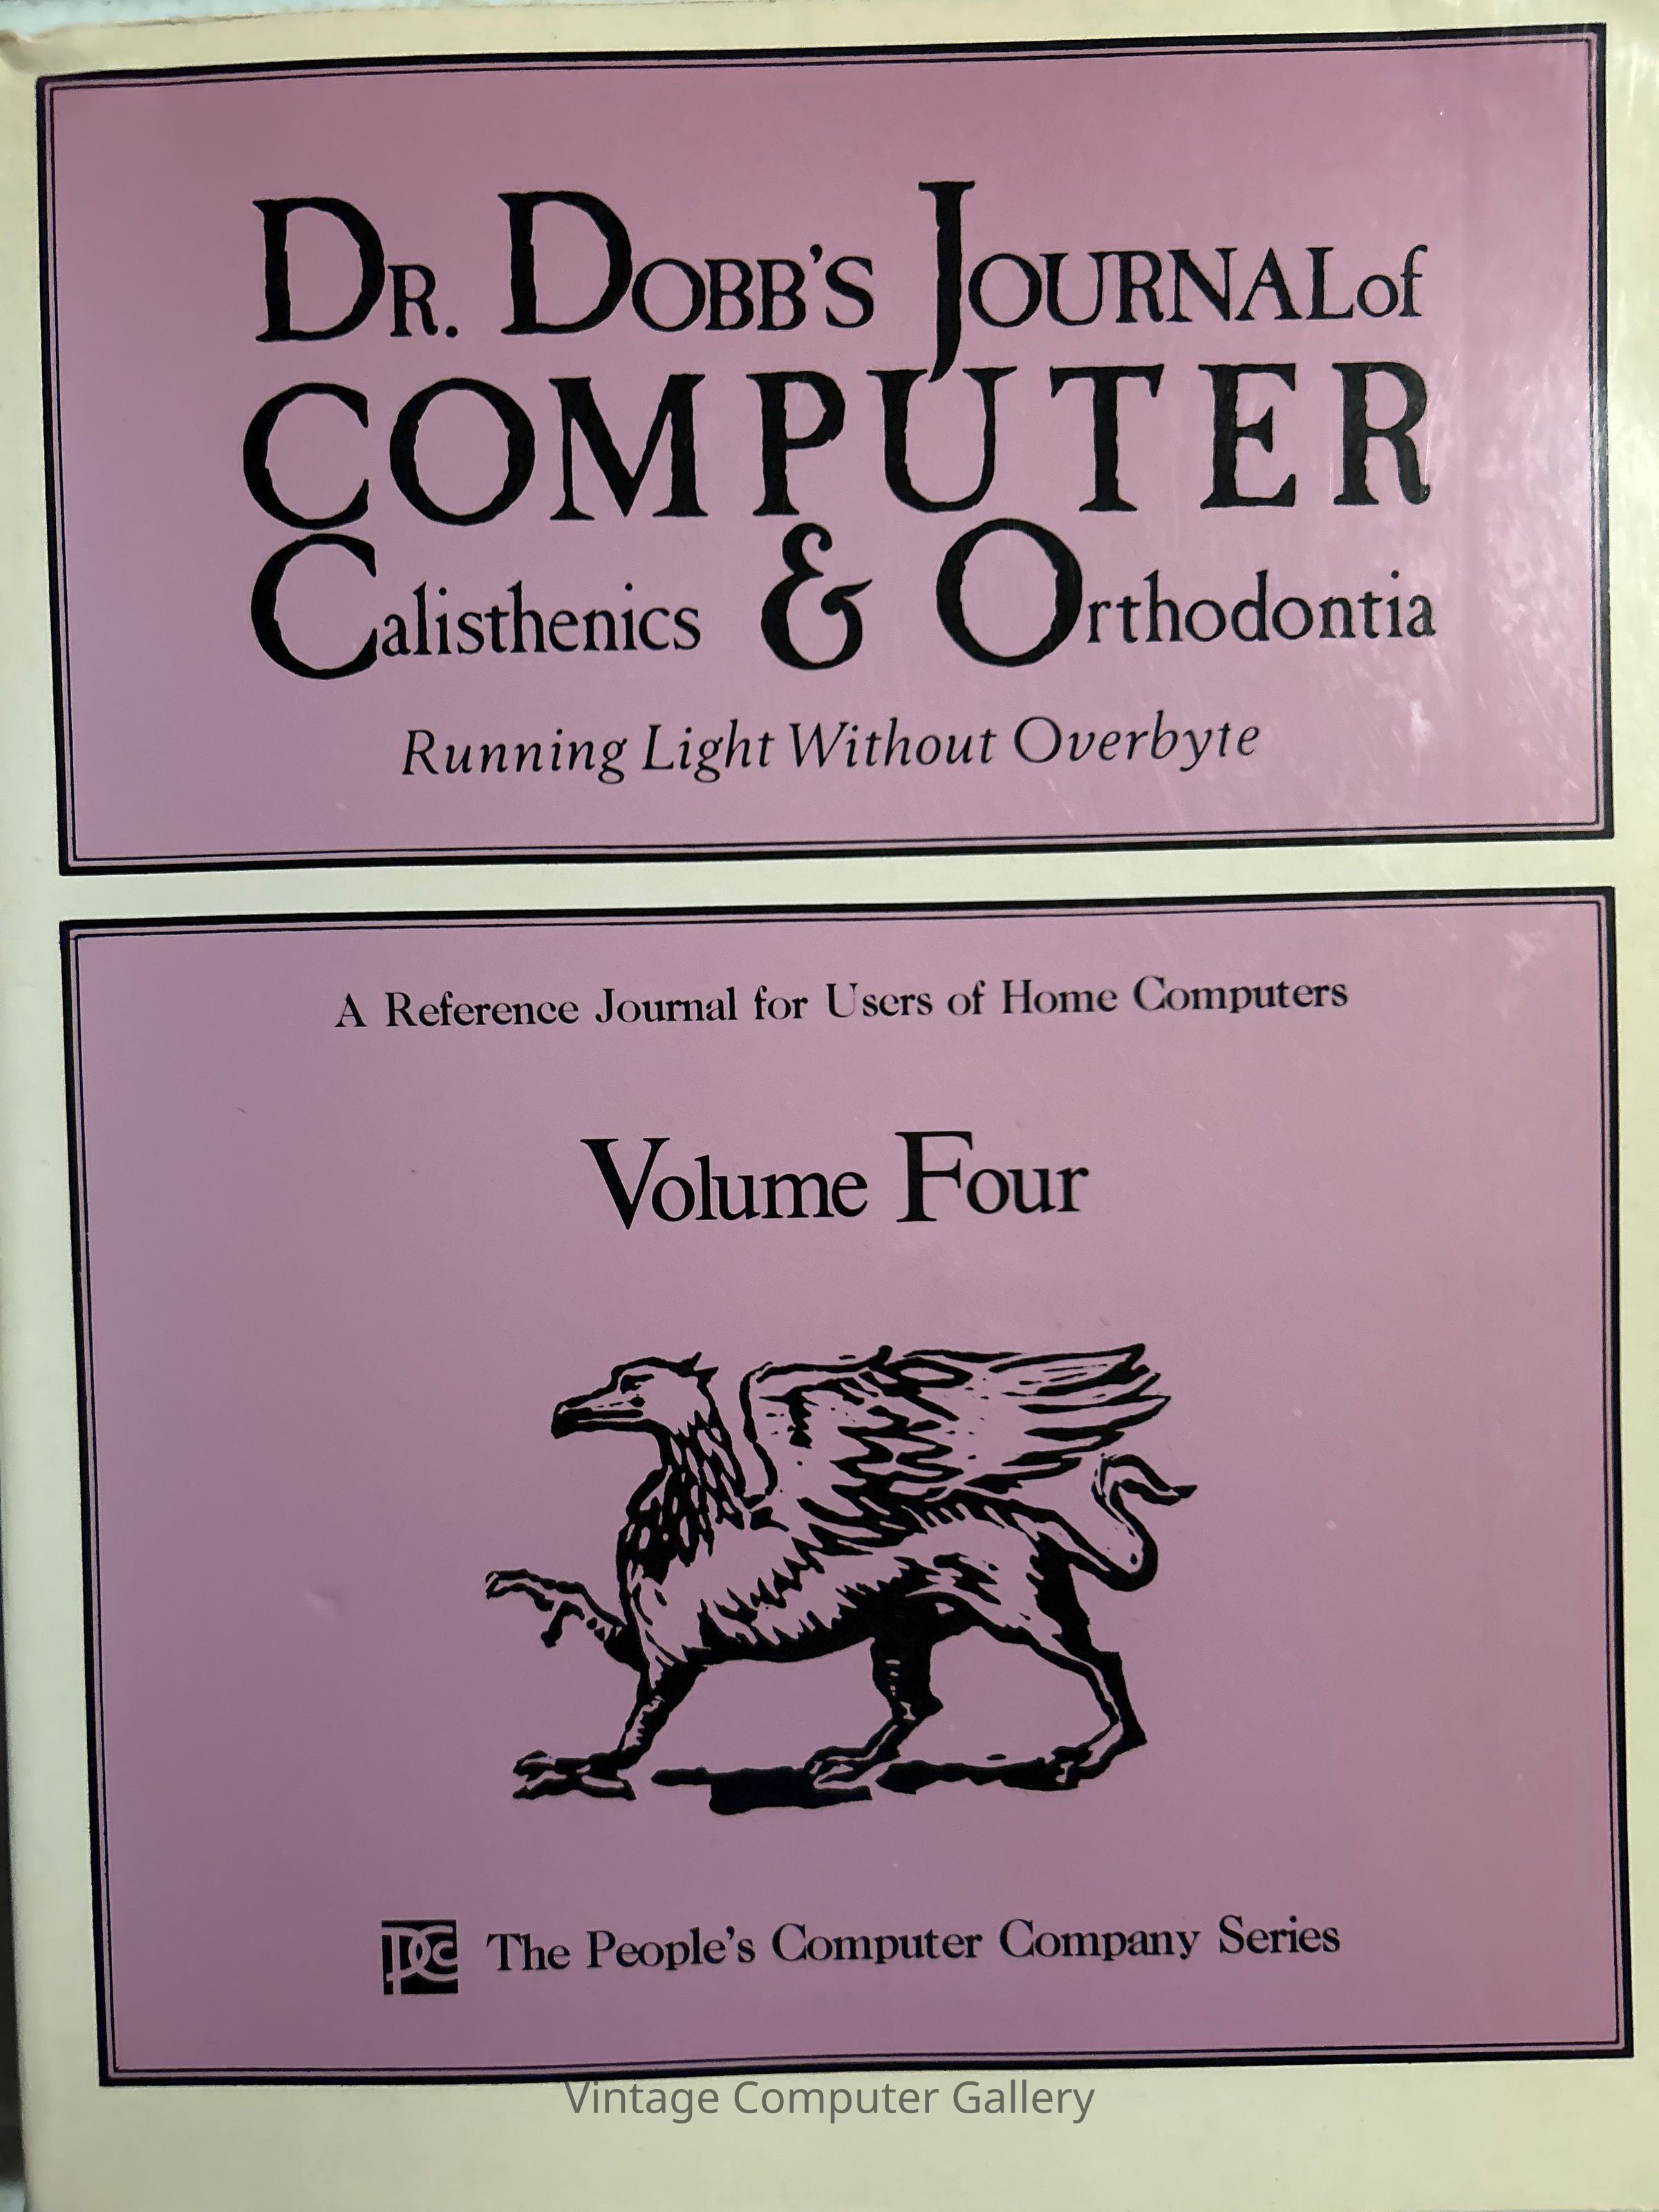 DR. DOBB'S JOURNAL of
COMPUTER
Calisthenics & Orthodontia
Running Light Without Overbyte
A Reference Journal for Users of Home Computers
Volume Four
pcc The People's Computer Company Series
Vintage Computer Gallery